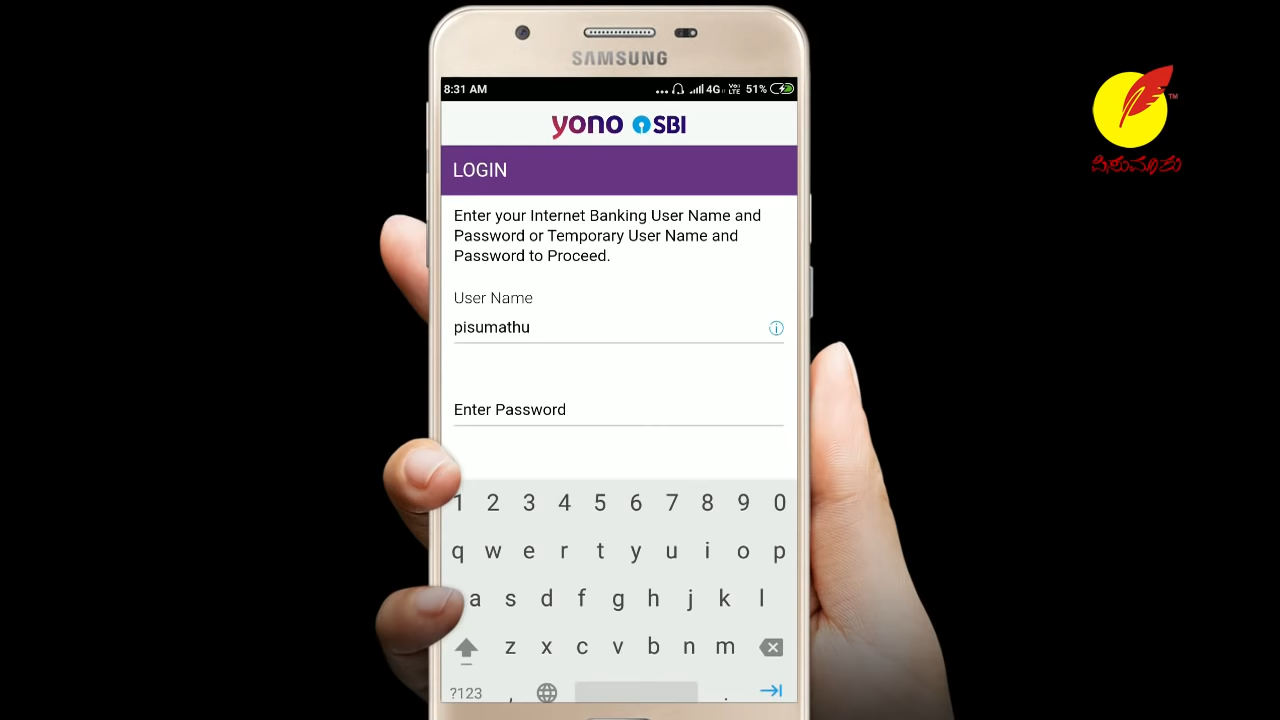 SAMSUNG
8:31 AM
4G VoLTE 51%
yono SBI
LOGIN
Enter your Internet Banking User Name and
Password or Temporary User Name and
Password to Proceed.
User Name
pisumathu
Enter Password
1 2 3 4 5 6 7 8 9 0
q w e r t y u i o p
a s d f g h j k l
z x c v b n m
?123 , .
TM
ಪಿಸುಮಾತು